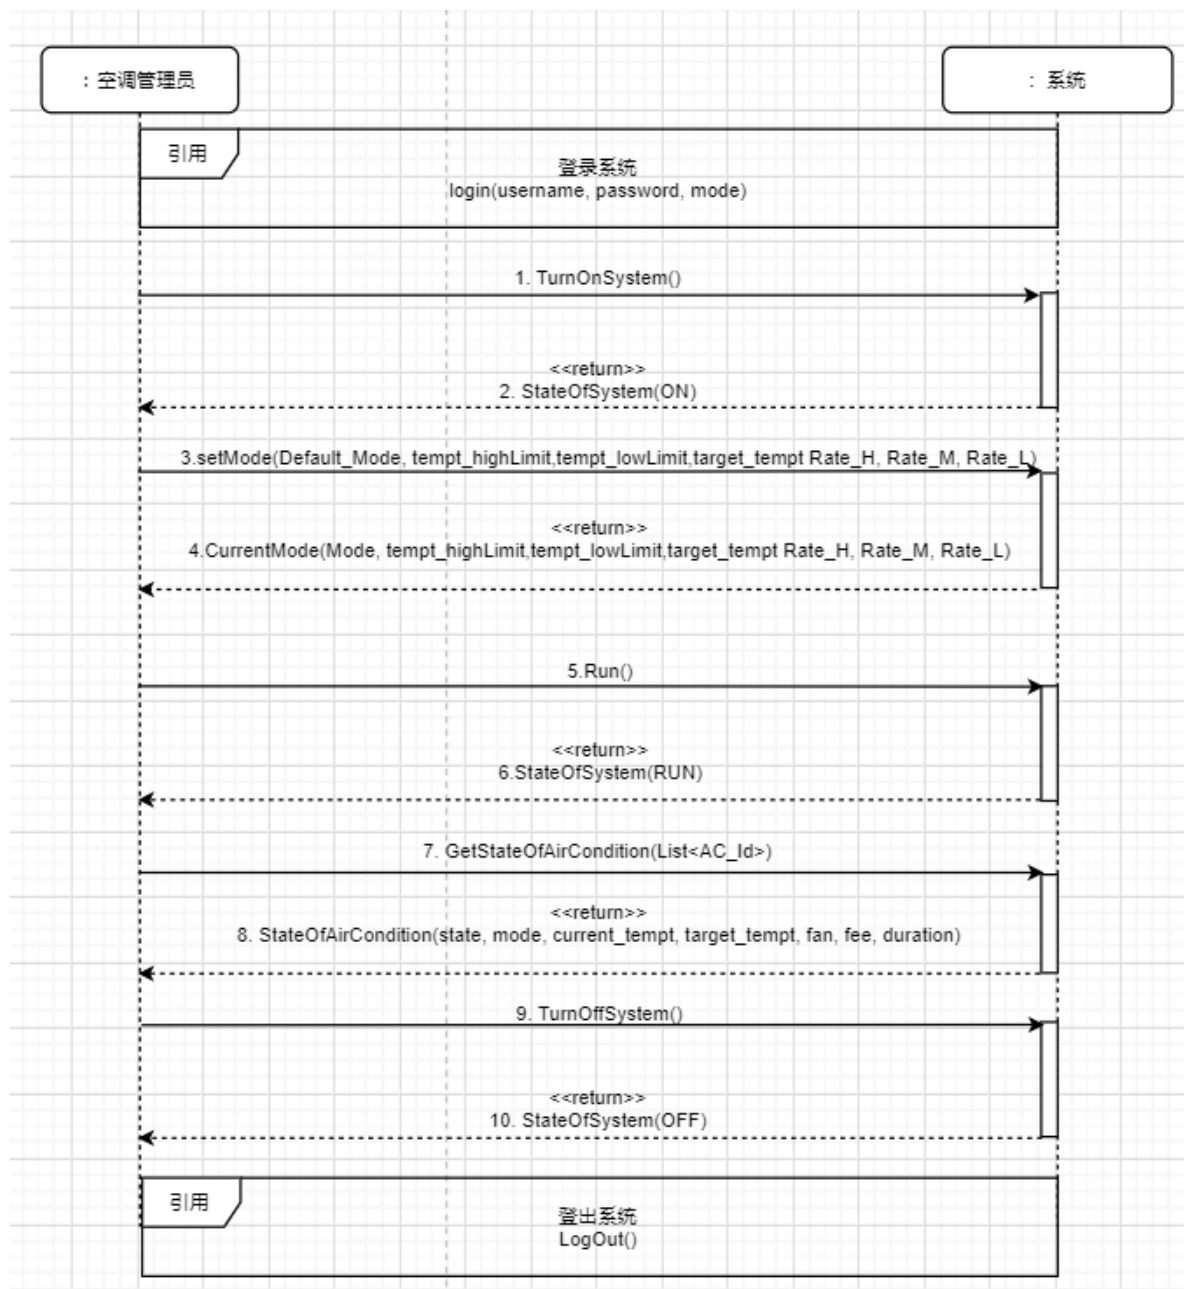 : 空调管理员
: 系统
引用
登录系统
login(username, password, mode)
1. TurnOnSystem()
<<return>>
2. StateOfSystem(ON)
3.setMode(Default_Mode, tempt_highLimit,tempt_lowLimit,target_tempt Rate_H, Rate_M, Rate_L)
<<return>>
4.CurrentMode(Mode, tempt_highLimit,tempt_lowLimit,target_tempt Rate_H, Rate_M, Rate_L)
5.Run()
<<return>>
6.StateOfSystem(RUN)
7. GetStateOfAirCondition(List<AC_Id>)
<<return>>
8. StateOfAirCondition(state, mode, current_tempt, target_tempt, fan, fee, duration)
9. TurnOffSystem()
<<return>>
10. StateOfSystem(OFF)
引用
登出系统
LogOut()